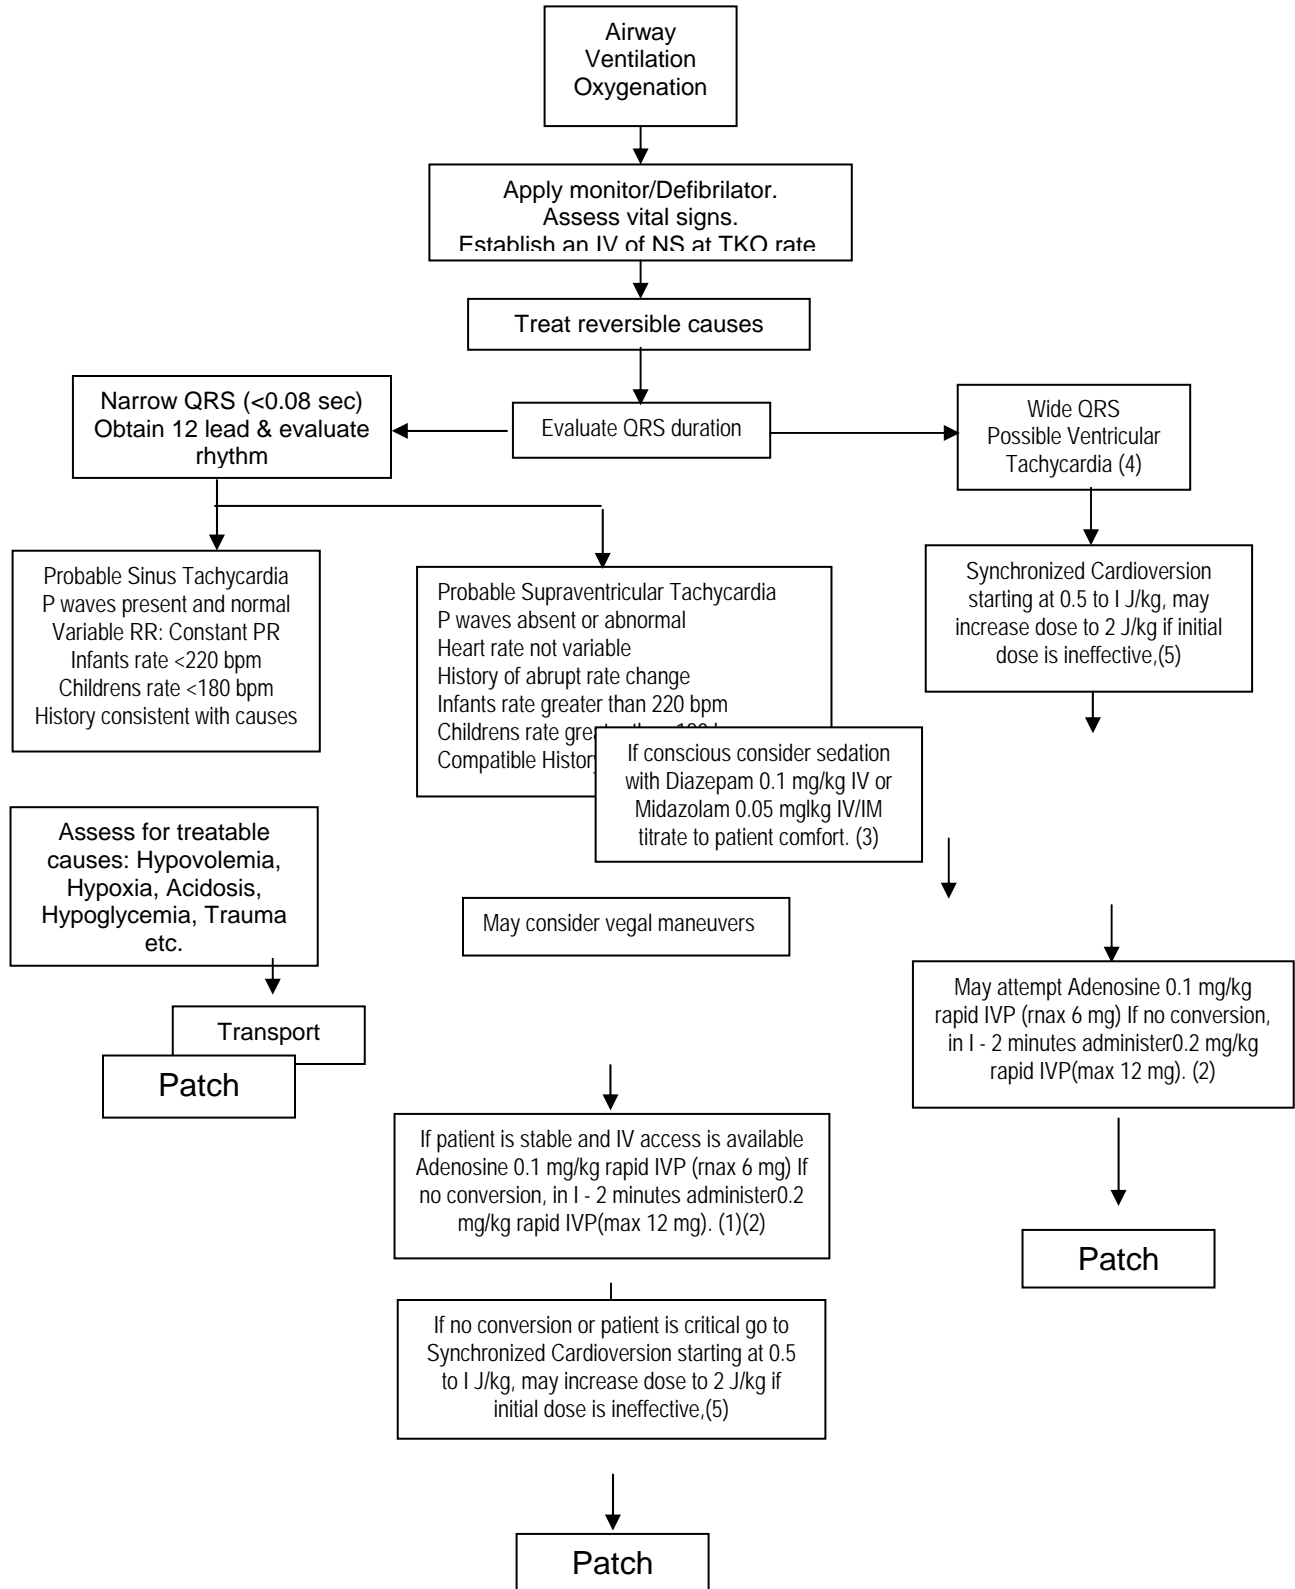 Airway
Ventilation
Oxygenation
Apply monitor/Defibrilator.
Assess vital signs.
Establish an IV of NS at TKO rate
Treat reversible causes
Narrow QRS (<0.08 sec)
Obtain 12 lead & evaluate
rhythm
Evaluate QRS duration
Wide QRS
Possible Ventricular
Tachycardia (4)
Probable Sinus Tachycardia
P waves present and normal
Variable RR: Constant PR
Infants rate <220 bpm
Childrens rate <180 bpm
History consistent with causes
Probable Supraventricular Tachycardia
P waves absent or abnormal
Heart rate not variable
History of abrupt rate change
Infants rate greater than 220 bpm
Childrens rate
Compatible History
Synchronized Cardioversion
starting at 0.5 to I J/kg, may
increase dose to 2 J/kg if initial
dose is ineffective,(5)
If conscious consider sedation
with Diazepam 0.1 mg/kg IV or
Midazolam 0.05 mglkg IV/IM
titrate to patient comfort. (3)
Assess for treatable
causes: Hypovolemia,
Hypoxia, Acidosis,
Hypoglycemia, Trauma
etc.
May consider vegal maneuvers
May attempt Adenosine 0.1 mg/kg
rapid IVP (rnax 6 mg) If no conversion,
in I - 2 minutes administer0.2 mg/kg
rapid IVP(max 12 mg). (2)
Transport
Patch
If patient is stable and IV access is available
Adenosine 0.1 mg/kg rapid IVP (rnax 6 mg) If
no conversion, in I - 2 minutes administer0.2
mg/kg rapid IVP(max 12 mg). (1)(2)
Patch
If no conversion or patient is critical go to
Synchronized Cardioversion starting at 0.5
to I J/kg, may increase dose to 2 J/kg if
initial dose is ineffective,(5)
Patch